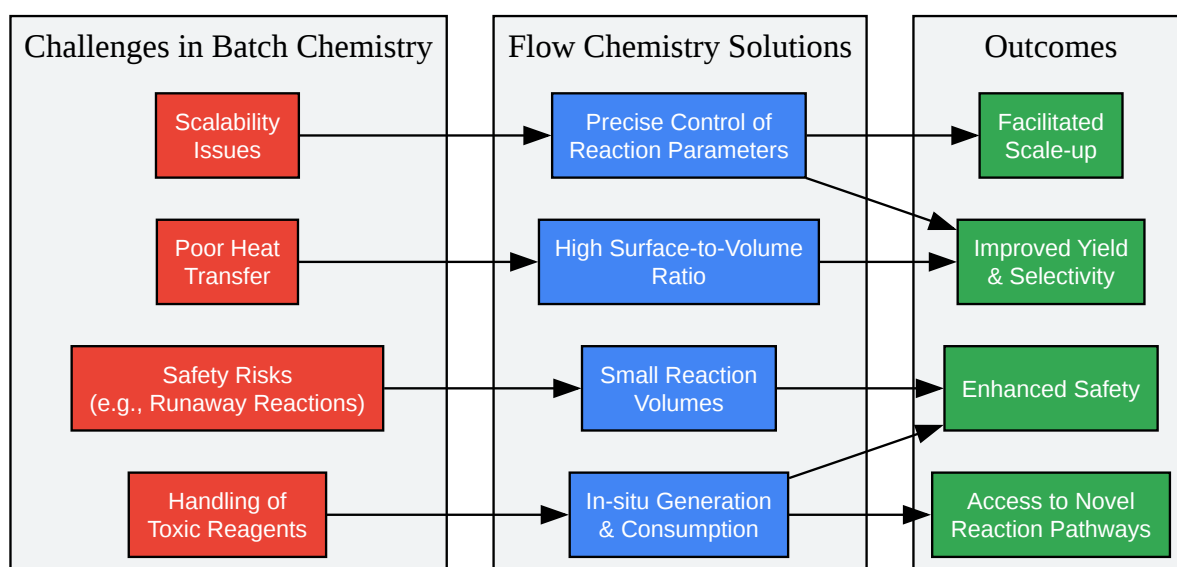 Challenges in Batch Chemistry
Scalability
Issues
Poor Heat
Transfer
Safety Risks
(e.g., Runaway Reactions)
Handling of
Toxic Reagents
Flow Chemistry Solutions
Precise Control of
Reaction Parameters
High Surface-to-Volume
Ratio
Small Reaction
Volumes
In-situ Generation
& Consumption
Outcomes
Facilitated
Scale-up
Improved Yield
& Selectivity
Enhanced Safety
Access to Novel
Reaction Pathways